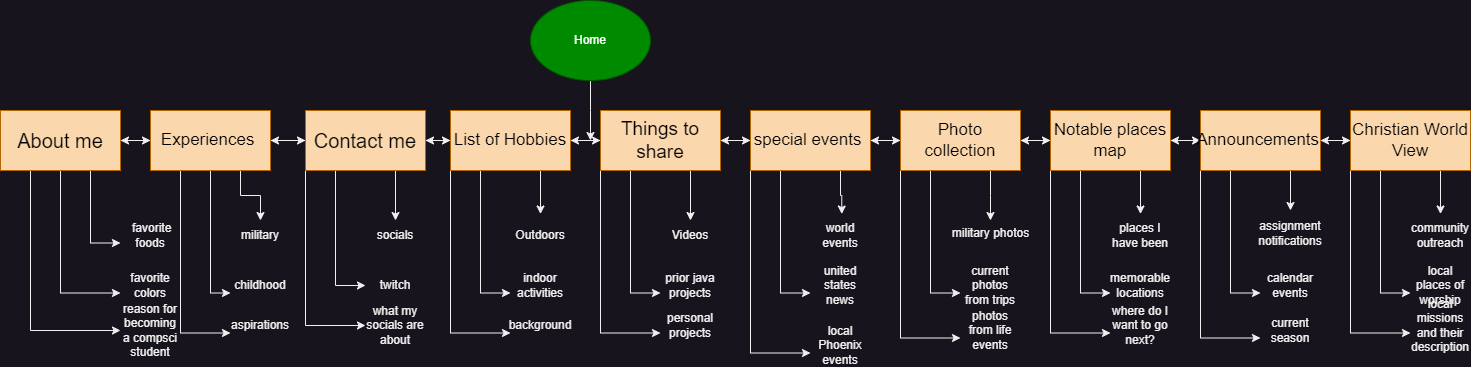 Home
About me
Experiences
Contact me
List of Hobbies
Things to
share
special events
Photo
collection
Notable places
map
Announcements
Christian World
View
favorite
foods
favorite
colors
reason for
becoming
a compsci
student
military
childhood
aspirations
socials
twitch
what my
socials are
about
Outdoors
indoor
activities
background
Videos
prior java
projects
personal
projects
world
events
united
states
news
local
Phoenix
events
military photos
current
photos
from trips
photos
from life
events
places I
have been
memorable
locations
where do I
want to go
next?
assignment
notifications
calendar
events
current
season
community
outreach
local
places of
worship
local
missions
and their
description